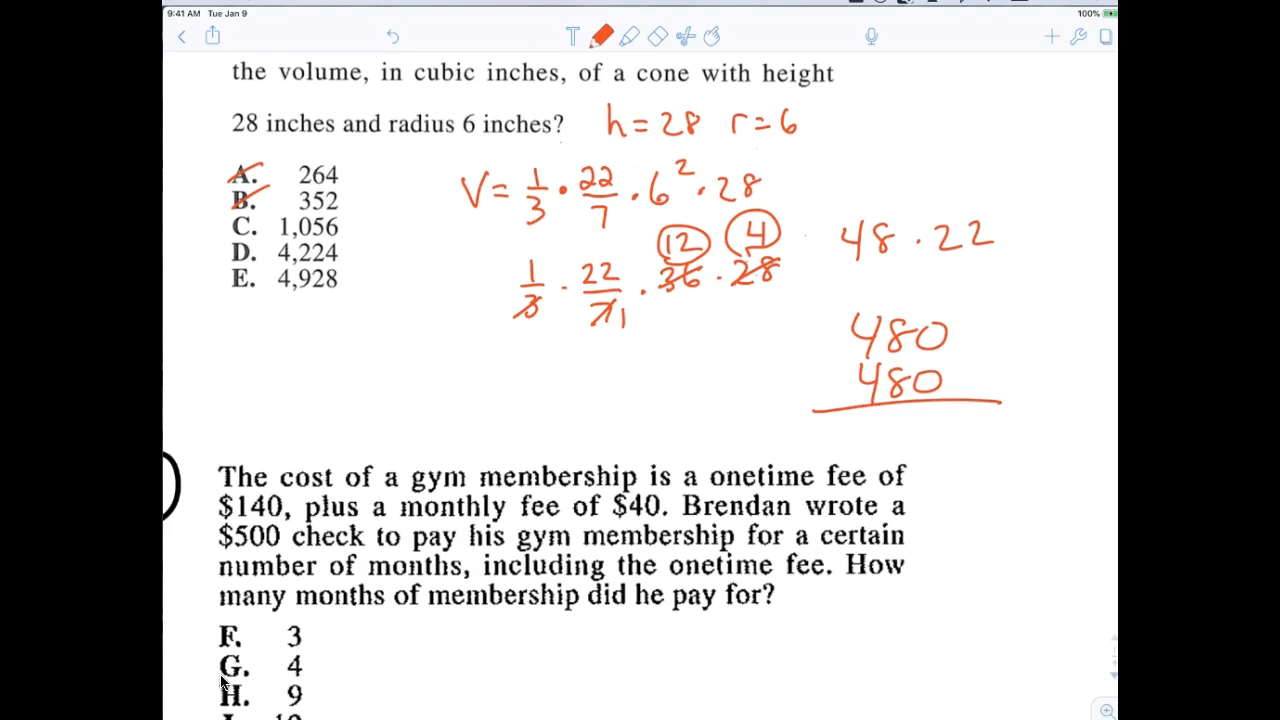 9:41 AM Tue Jan 9
100%
T
the volume, in cubic inches, of a cone with height
28 inches and radius 6 inches? h = 28 r = 6
A. 264
B. 352
C. 1,056
D. 4,224
E. 4,928
V = 1/3 • 22/7 · 6² · 28
12 4
1/3 · 22/7 1 · 36 · 28
48 · 22
480
480
The cost of a gym membership is a onetime fee of
$140, plus a monthly fee of $40. Brendan wrote a
$500 check to pay his gym membership for a certain
number of months, including the onetime fee. How
many months of membership did he pay for?
F. 3
G. 4
H. 9